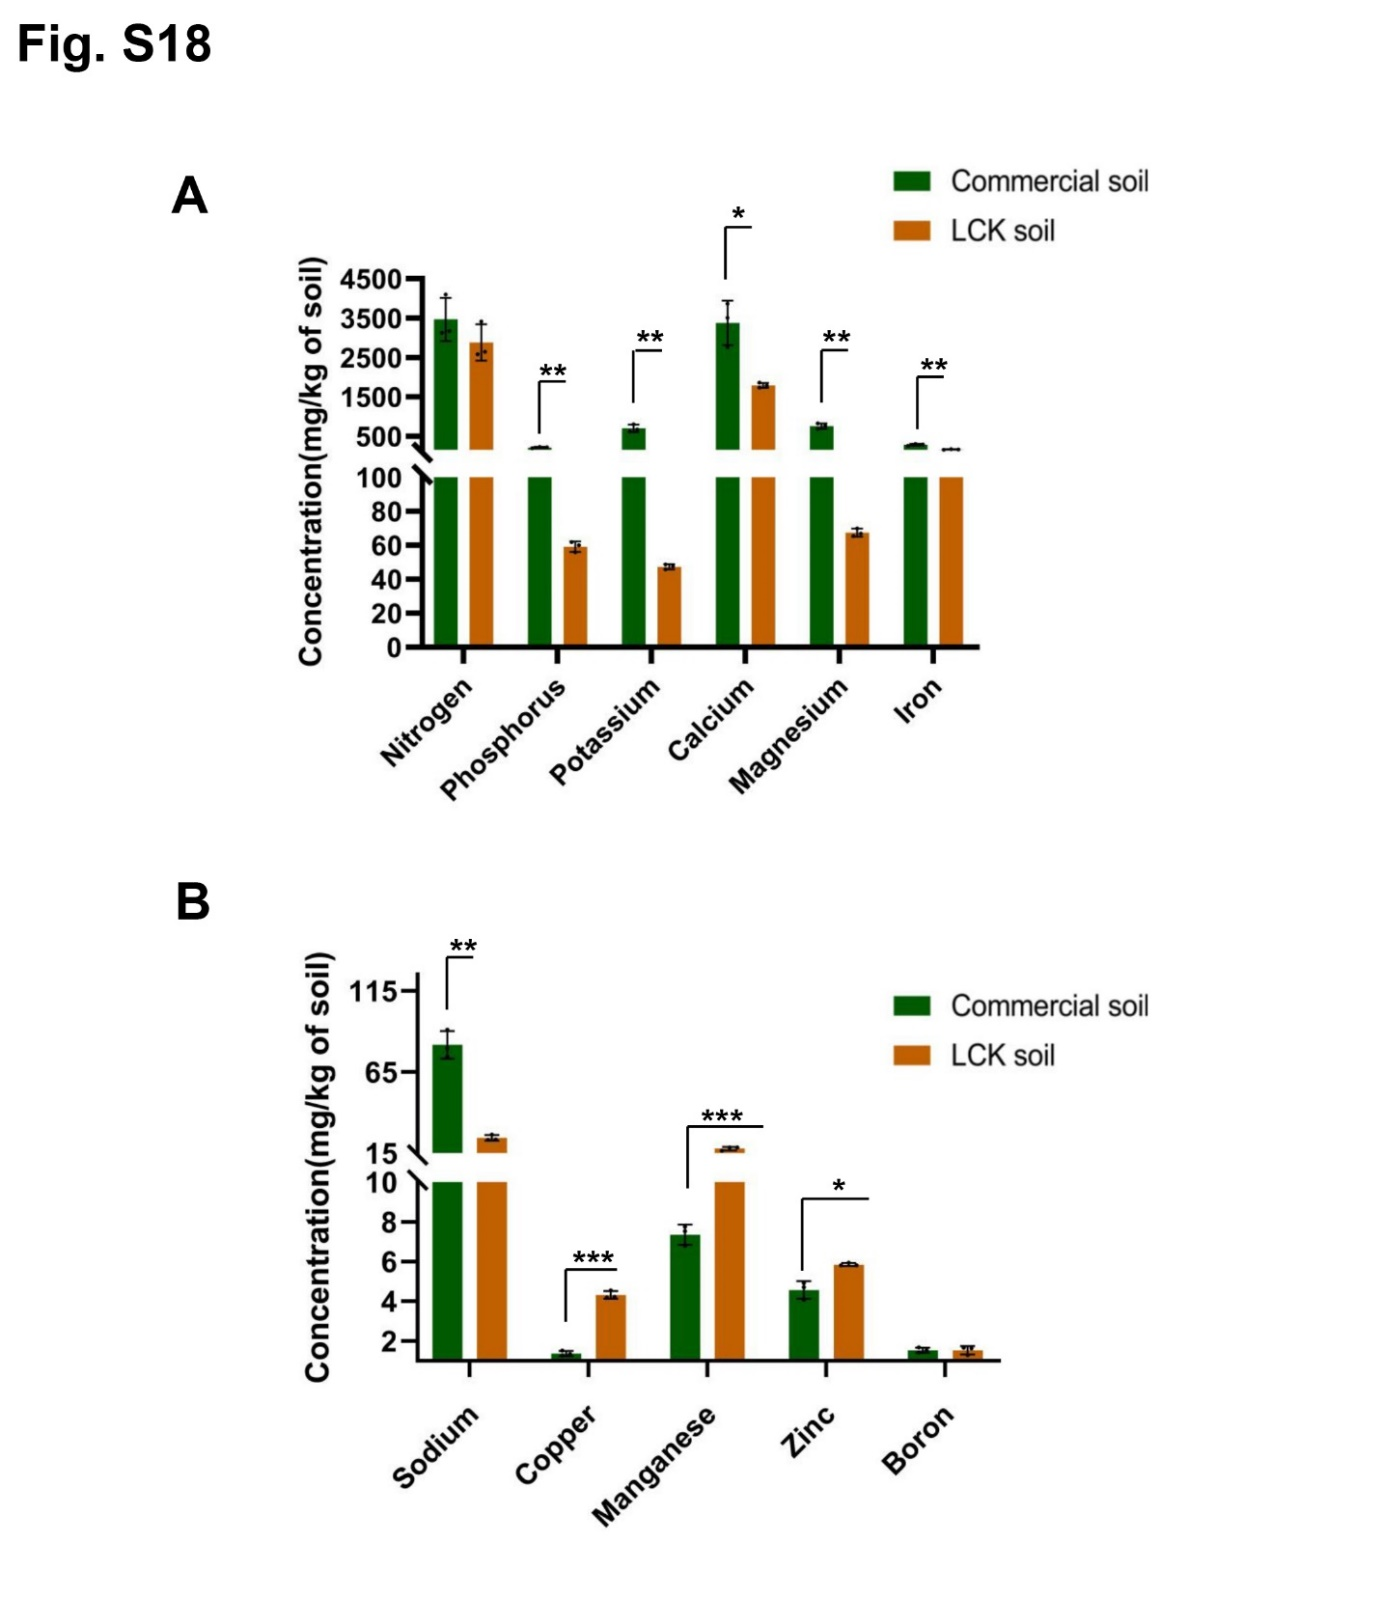 Fig. S18
A
Commercial soil
LCK soil
Concentration(mg/kg of soil)
4500
3500
2500
1500
500
100
80
60
40
20
0
**
**
*
**
**
Nitrogen
Phosphorus
Potassium
Calcium
Magnesium
Iron
B
Commercial soil
LCK soil
Concentration(mg/kg of soil)
115
65
15
10
8
6
4
2
**
***
***
*
Sodium
Copper
Manganese
Zinc
Boron